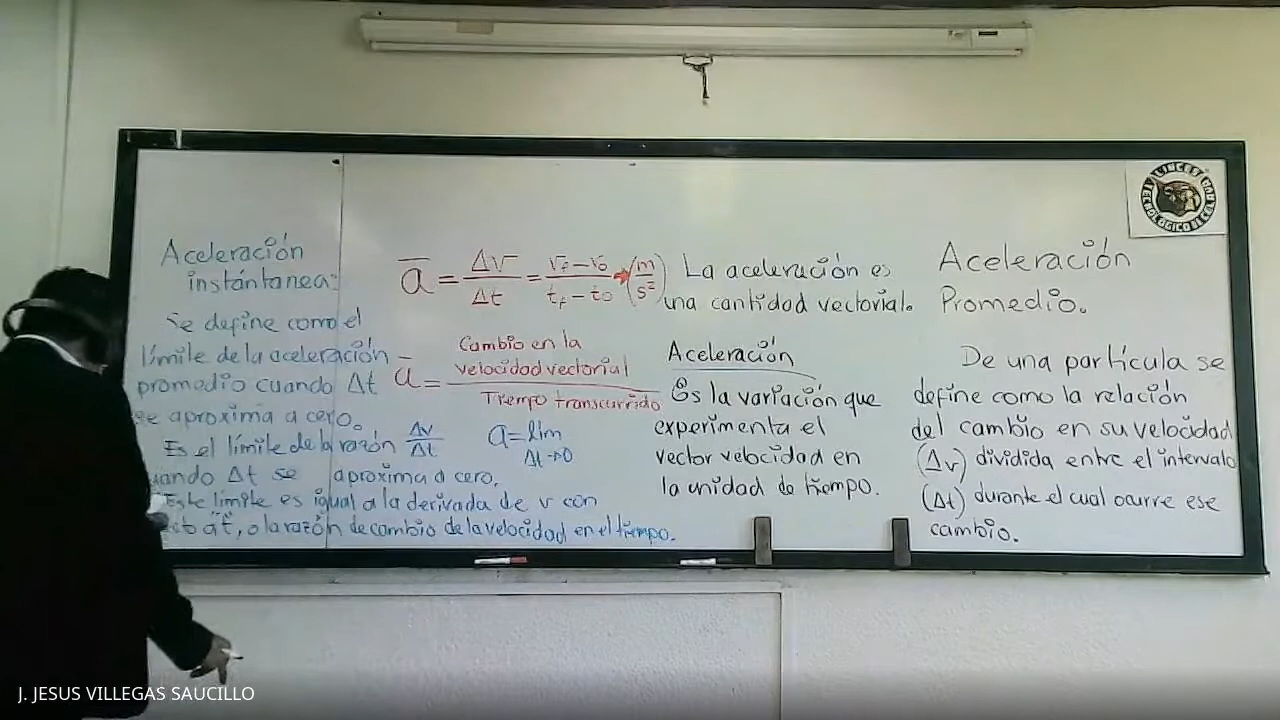 Aceleración
instántanea:
Se define como el
límite de la aceleración
promedio cuando Δt
se aproxima a cero.
Es el límite de la razón Δv/Δt
cuando Δt se aproxima a cero.
Este límite es igual a la derivada de v con
a t, o la razón de cambio de la velocidad en el tiempo.
a = lim
Δt→0
a̅ = Δv/Δt = vf - vo / tf - to → (m/s²)
a̅ = Cambio en la
velocidad vectorial
Tiempo transcurrido
La aceleración es
una cantidad vectorial.
Aceleración
Es la variación que
experimenta el
vector velocidad en
la unidad de tiempo.
Aceleración
Promedio.
De una partícula se
define como la relación
del cambio en su velocidad
(Δv) dividida entre el intervalo
(Δt) durante el cual ocurre ese
cambio.
LINCES
J. JESUS VILLEGAS SAUCILLO